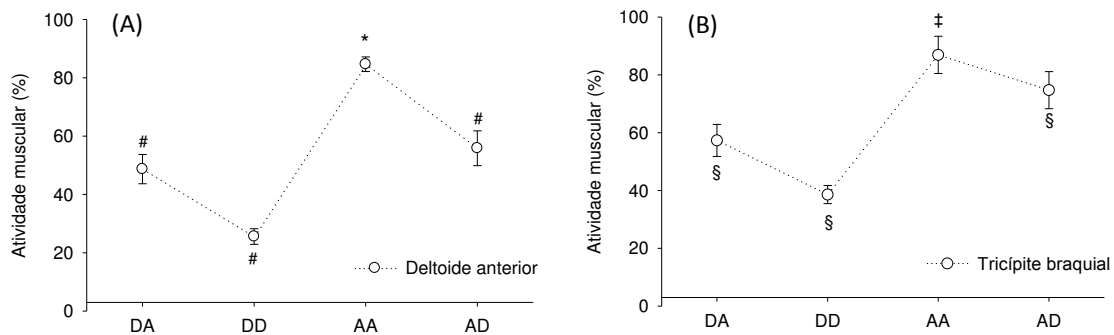 (A)
Atividade muscular (%)
100
80
60
40
20
0
#
#
*
#
Deltoide anterior
DA DD AA AD
(B)
Atividade muscular (%)
100
80
60
40
20
0
§
§
‡
§
Tricípite braquial
DA DD AA AD